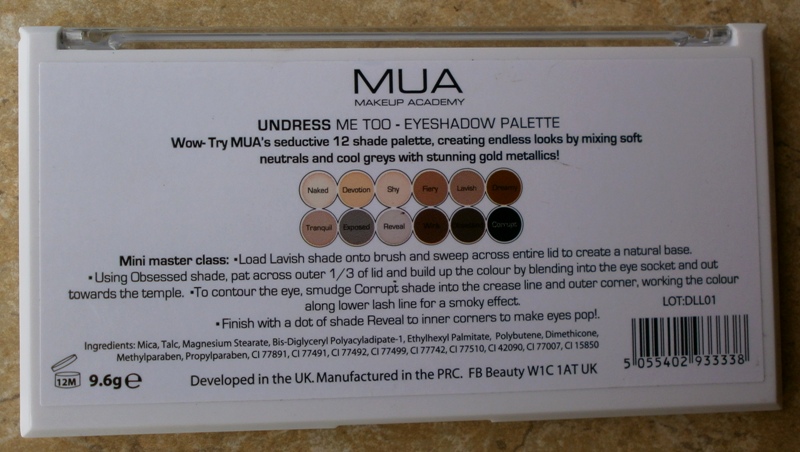 MUA
MAKEUP ACADEMY
UNDRESS ME TOO - EYESHADOW PALETTE
Wow- Try MUA's seductive 12 shade palette, creating endless looks by mixing soft
neutrals and cool greys with stunning gold metallics!
Naked Devotion Shy Fiery Lavish
Tranquil Exposed Reveal Corrupt
Mini master class: •Load Lavish shade onto brush and sweep across entire lid to create a natural base.
•Using Obsessed shade, pat across outer 1/3 of lid and build up the colour by blending into the eye socket and out
towards the temple. •To contour the eye, smudge Corrupt shade into the crease line and outer corner, working the colour
along lower lash line for a smoky effect.
•Finish with a dot of shade Reveal to inner corners to make eyes pop!.
LOT:DLL01
Ingredients: Mica, Talc, Magnesium Stearate, Bis-Diglyceryl Polyacyladipate-1, Ethylhexyl Palmitate, Polybutene, Dimethicone,
Methylparaben, Propylparaben, CI 77891, CI 77491, CI 77492, CI 77499, CI 77742, CI 77510, CI 42090, CI 77007, CI 15850
5 055402 933338
12M 9.6g e
Developed in the UK. Manufactured in the PRC. FB Beauty W1C 1AT UK